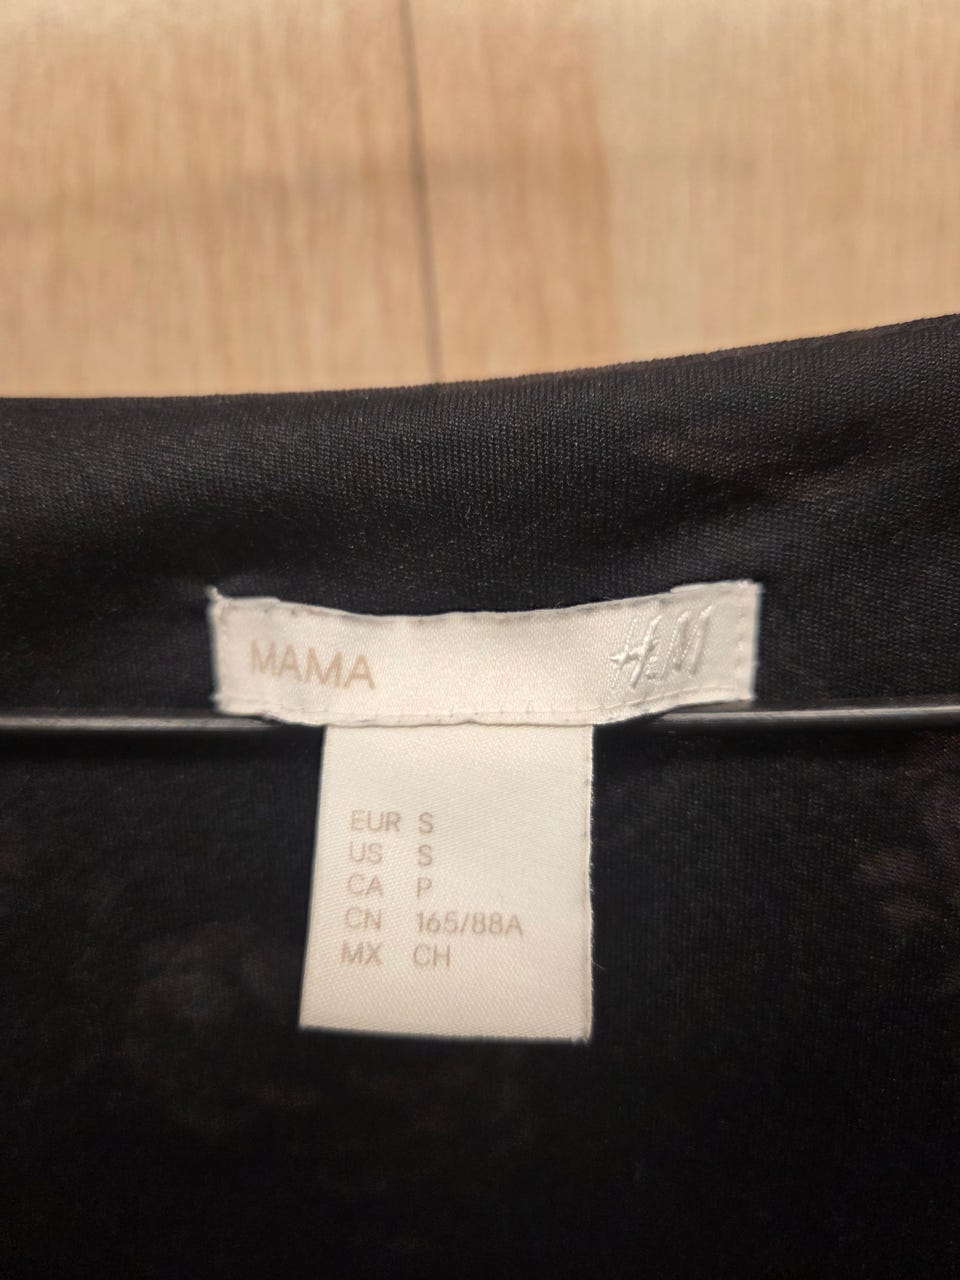 MAMA H&M
EUR S
US S
CA P
CN 165/88A
MX CH